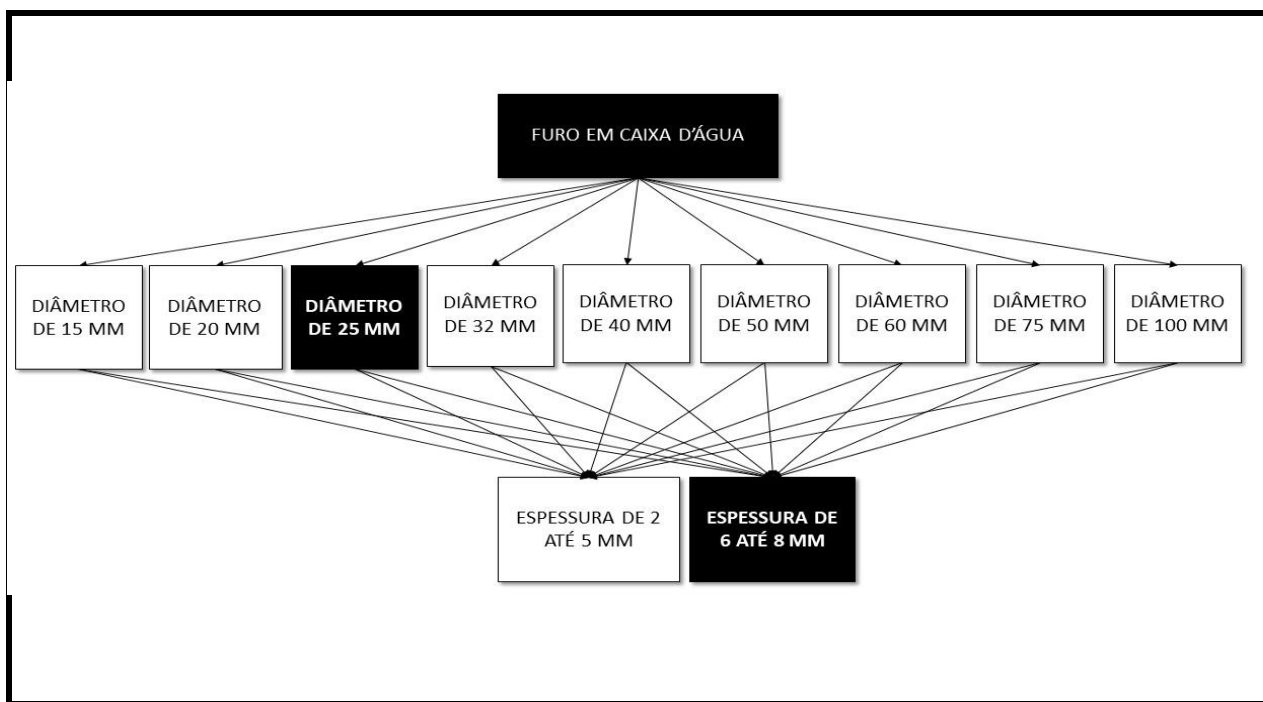 FURO EM CAIXA D’ÁGUA
DIÂMETRO
DE 15 MM
DIÂMETRO
DE 20 MM
DIÂMETRO
DE 25 MM
DIÂMETRO
DE 32 MM
DIÂMETRO
DE 40 MM
DIÂMETRO
DE 50 MM
DIÂMETRO
DE 60 MM
DIÂMETRO
DE 75 MM
DIÂMETRO
DE 100 MM
ESPESSURA DE 2
ATÉ 5 MM
ESPESSURA DE
6 ATÉ 8 MM